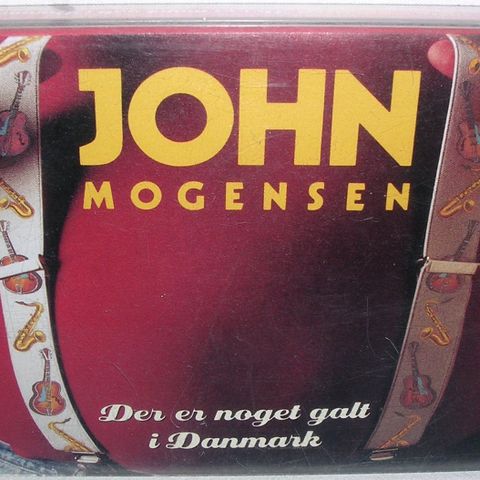 JOHN
MOGENSEN
Der er noget galt
i Danmark